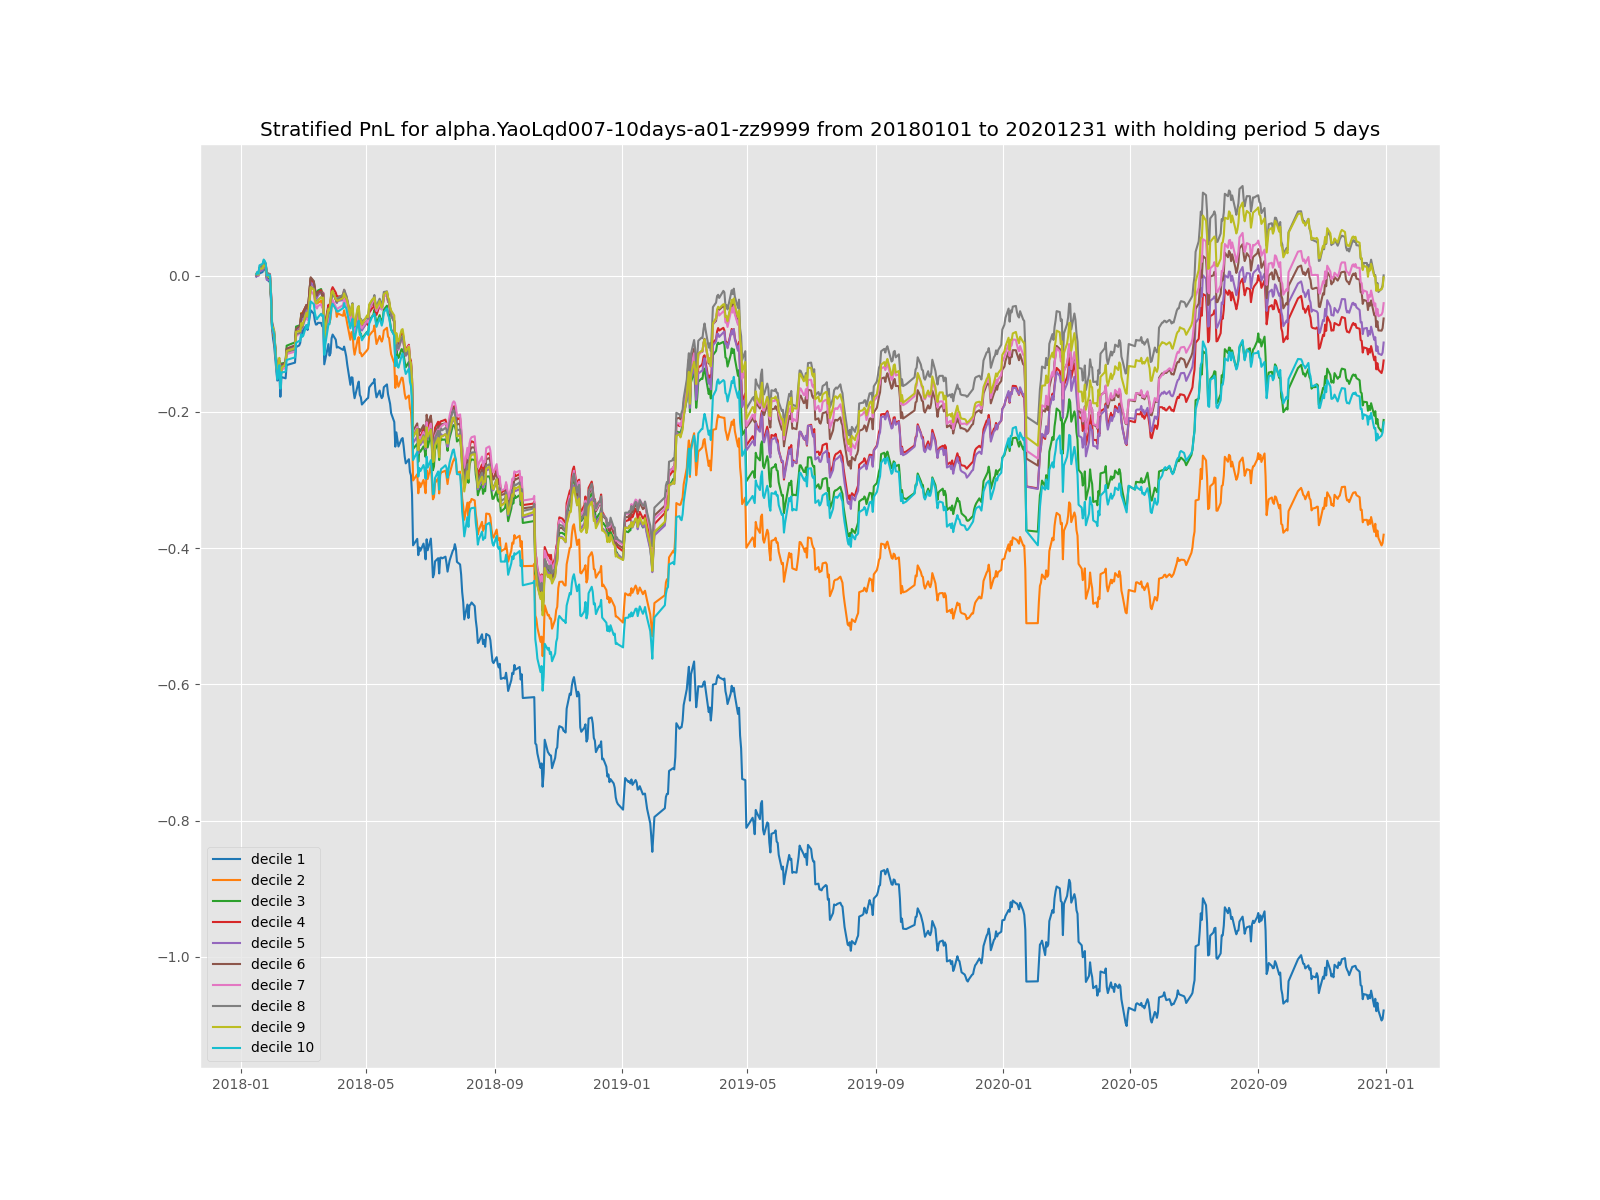 Stratified PnL for alpha.YaoLqd007-10days-a01-zz9999 from 20180101 to 20201231 with holding period 5 days
0.0
−0.2
−0.4
−0.6
−0.8
−1.0
decile 1
decile 2
decile 3
decile 4
decile 5
decile 6
decile 7
decile 8
decile 9
decile 10
2018-01 2018-05 2018-09 2019-01 2019-05 2019-09 2020-01 2020-05 2020-09 2021-01